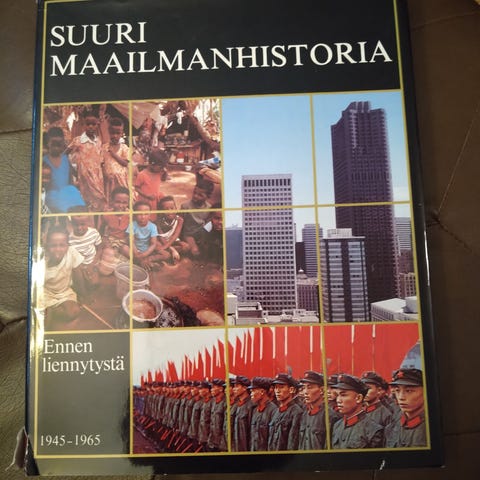 SUURI
MAAILMANHISTORIA
Ennen
liennytystä
1945-1965